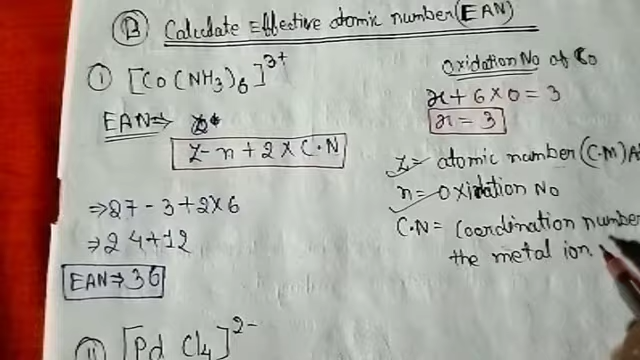 (B) Calculate Effective atomic number(EAN)
(I) [Co(NH3)6]3+
EAN⇒
Z-n+2×C.N
⇒27-3+2×6
⇒24+12
EAN⇒36
Oxidation No of Co
x+6×0=3
x=3
Z= atomic number(C.M)A
n= Oxidation No
C.N= Coordination number
the metal ion.
(II) [Pd Cl4]2-